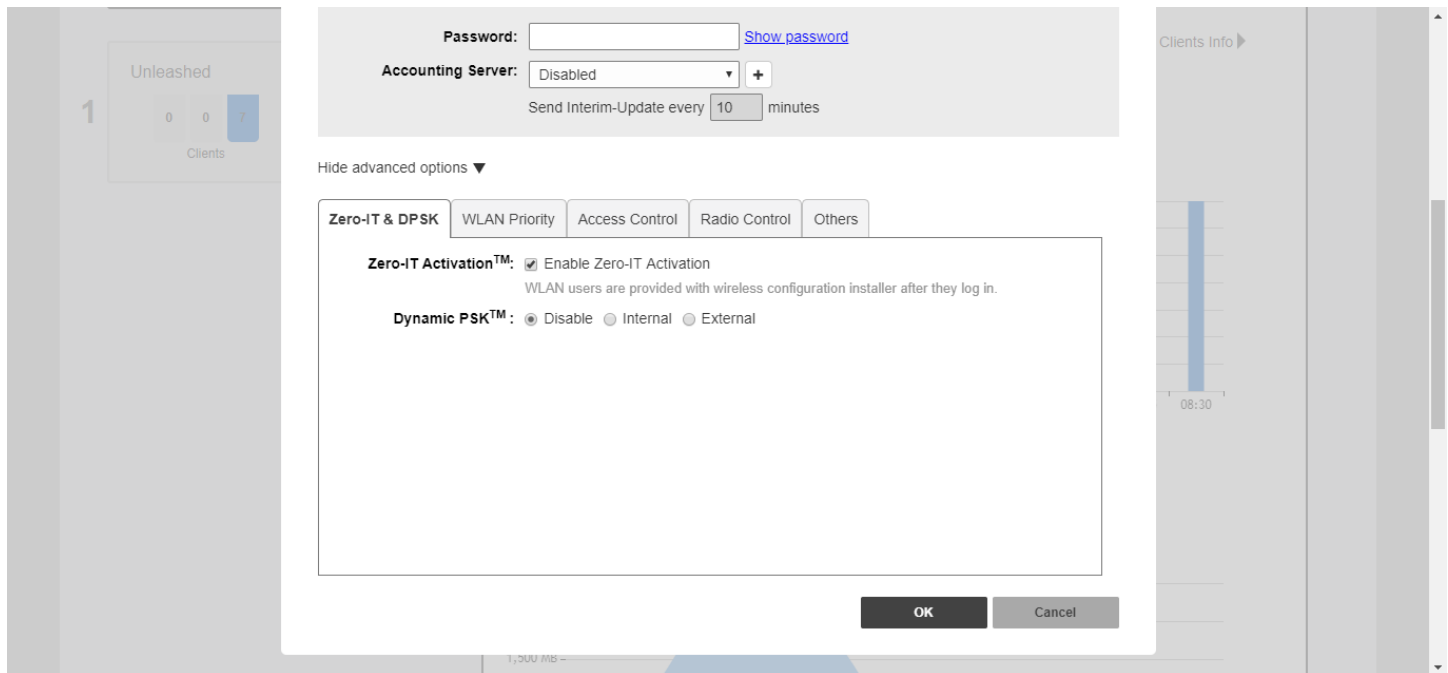 Password: Show password
Clients Info
Accounting Server: Disabled +
Unleashed
Send Interim-Update every 10 minutes
1
0 0 7
Clients
Hide advanced options ▼
Zero-IT & DPSK WLAN Priority Access Control Radio Control Others
Zero-IT Activation™: Enable Zero-IT Activation
WLAN users are provided with wireless configuration installer after they log in.
Dynamic PSK™ : Disable Internal External
08:30
OK Cancel
1,500 MB